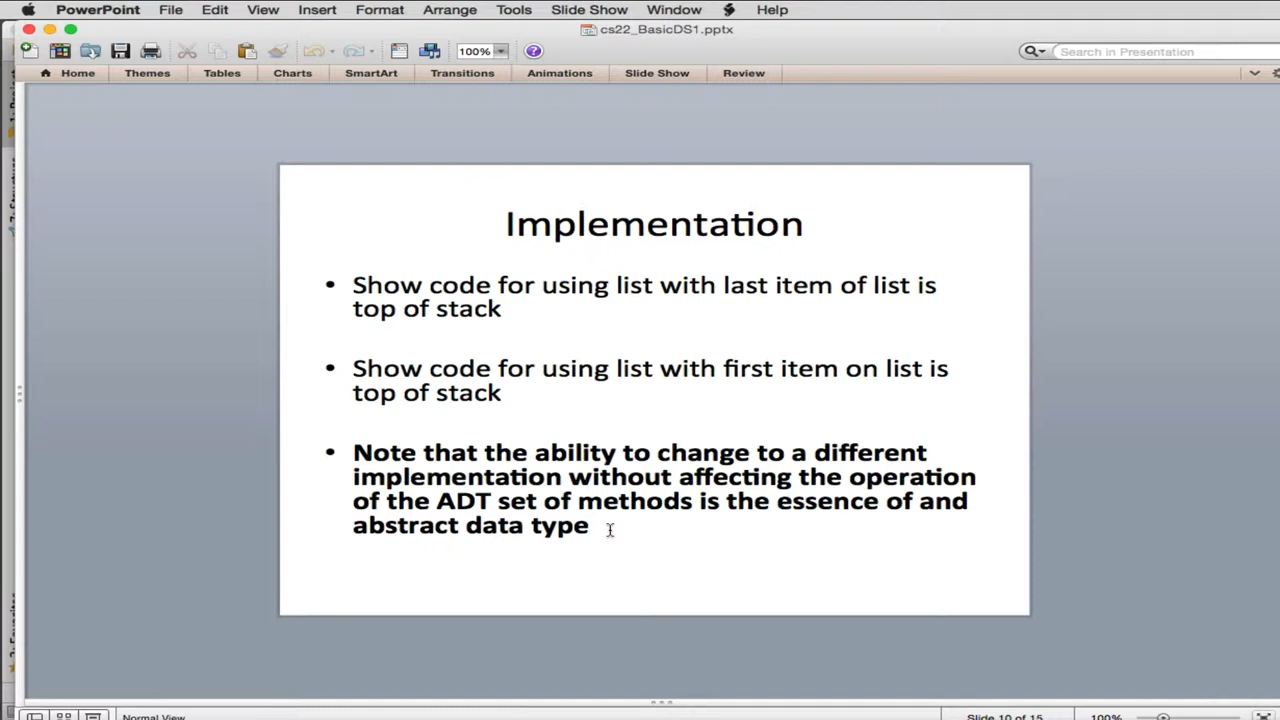 PowerPoint File Edit View Insert Format Arrange Tools Slide Show Window Help
cs22_BasicDS1.pptx
100% ? Search in Presentation
Home Themes Tables Charts SmartArt Transitions Animations Slide Show Review
Implementation
• Show code for using list with last item of list is
top of stack
• Show code for using list with first item on list is
top of stack
• Note that the ability to change to a different
implementation without affecting the operation
of the ADT set of methods is the essence of and
abstract data type
Normal View Slide 10 of 15 100%